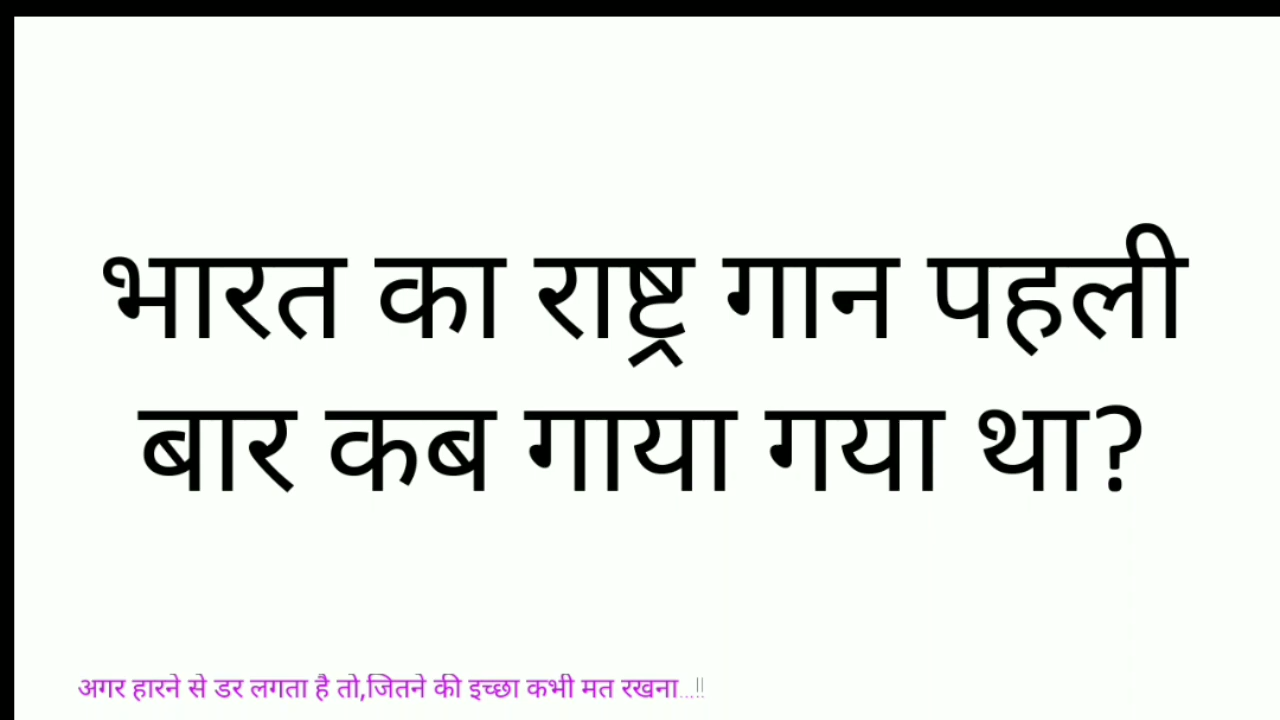 भारत का राष्ट्र गान पहली
बार कब गाया गया था?
अगर हारने से डर लगता है तो,जितने की इच्छा कभी मत रखना...!!